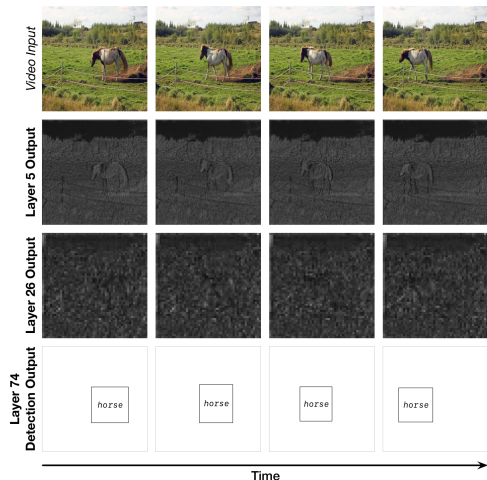 Video Input
Layer 5 Output
Layer 26 Output
Layer 74
Detection Output
horse
horse
horse
horse
Time